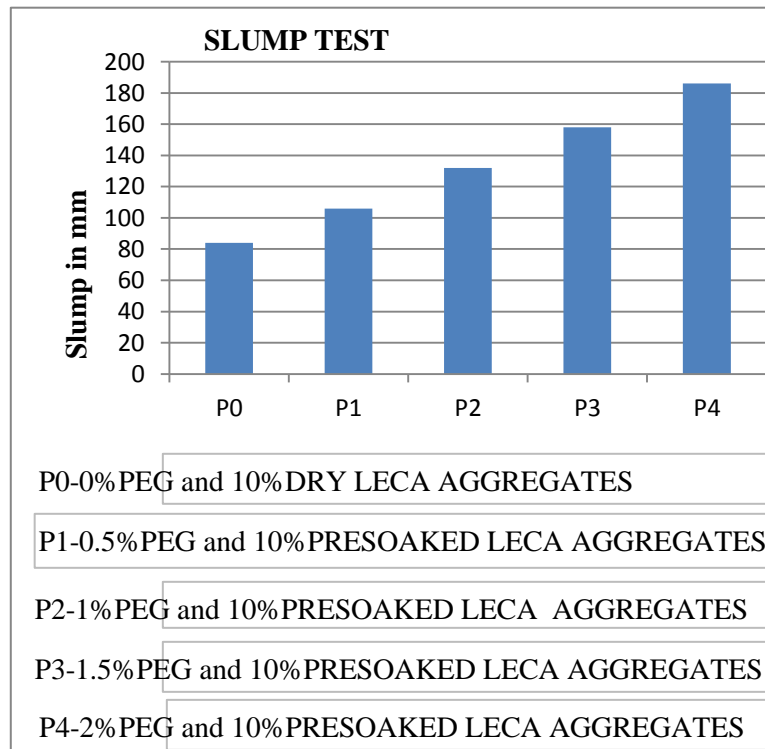 SLUMP TEST
200
180
160
140
120
100
80
60
40
20
0
Slump in mm
P0 P1 P2 P3 P4
P0-0%PEG and 10%DRY LECA AGGREGATES
P1-0.5%PEG and 10%PRESOAKED LECA AGGREGATES
P2-1%PEG and 10%PRESOAKED LECA AGGREGATES
P3-1.5%PEG and 10%PRESOAKED LECA AGGREGATES
P4-2%PEG and 10%PRESOAKED LECA AGGREGATES